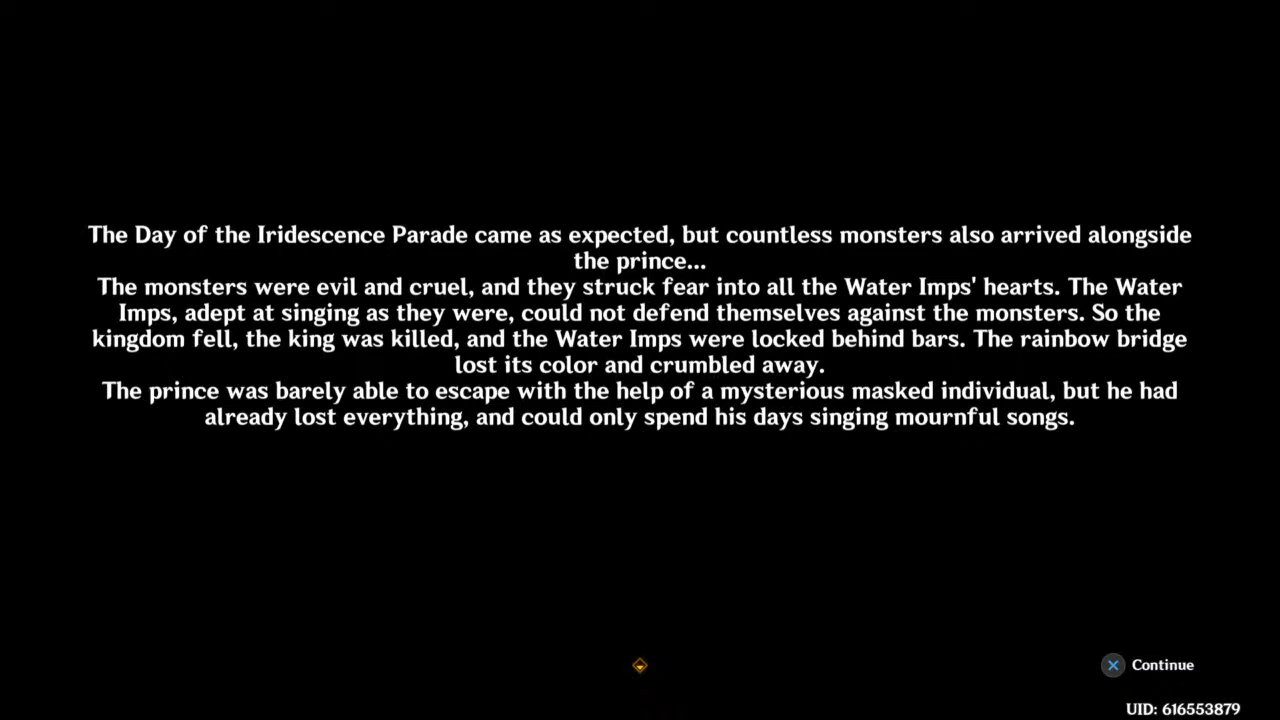 The Day of the Iridescence Parade came as expected, but countless monsters also arrived alongside
the prince...
The monsters were evil and cruel, and they struck fear into all the Water Imps' hearts. The Water
Imps, adept at singing as they were, could not defend themselves against the monsters. So the
kingdom fell, the king was killed, and the Water Imps were locked behind bars. The rainbow bridge
lost its color and crumbled away.
The prince was barely able to escape with the help of a mysterious masked individual, but he had
already lost everything, and could only spend his days singing mournful songs.
Continue
UID: 616553879